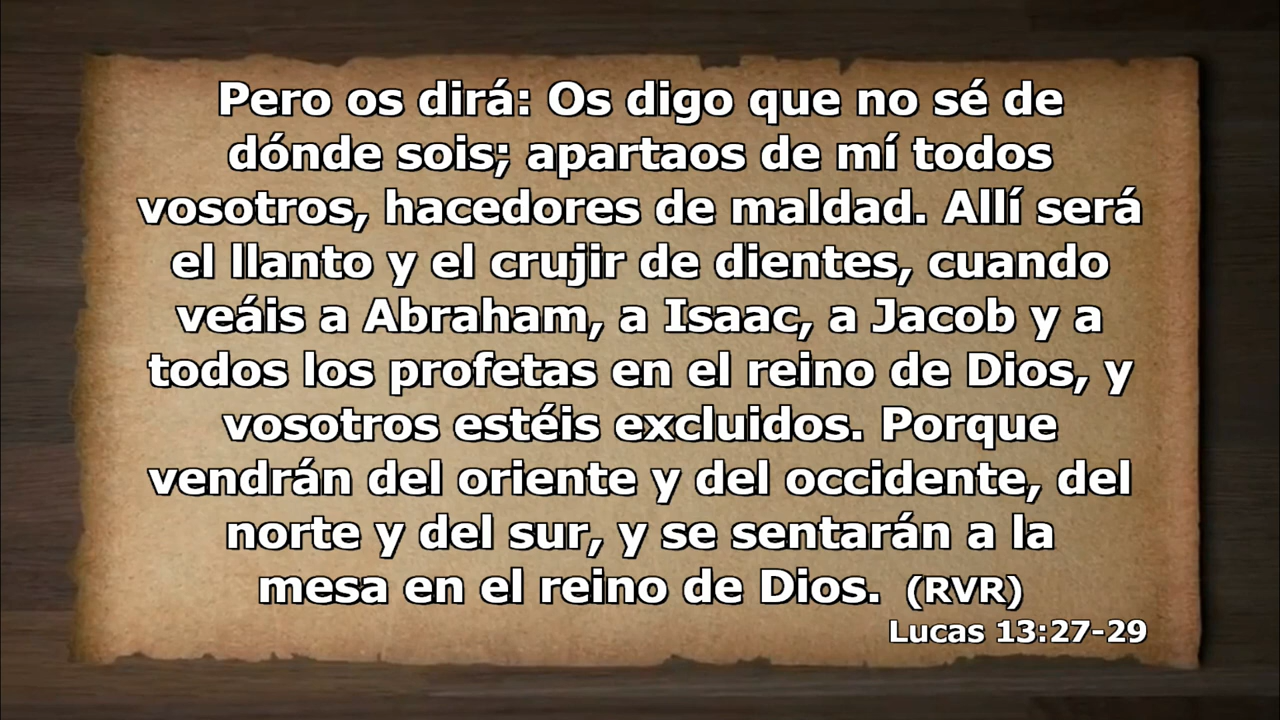 Pero os dirá: Os digo que no sé de
dónde sois; apartaos de mí todos
vosotros, hacedores de maldad. Allí será
el llanto y el crujir de dientes, cuando
veáis a Abraham, a Isaac, a Jacob y a
todos los profetas en el reino de Dios, y
vosotros estéis excluidos. Porque
vendrán del oriente y del occidente, del
norte y del sur, y se sentarán a la
mesa en el reino de Dios. (RVR)
Lucas 13:27-29